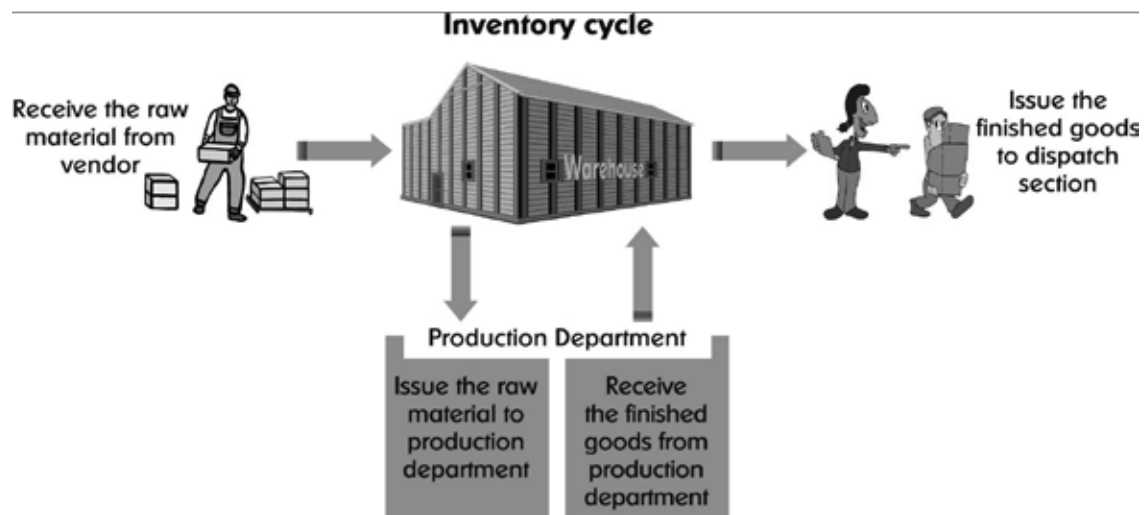 Inventory cycle
Receive the raw
material from
vendor
Warehouse
Issue the
finished goods
to dispatch
section
Production Department
Issue the raw
material to
production
department
Receive
the finished
goods from
production
department